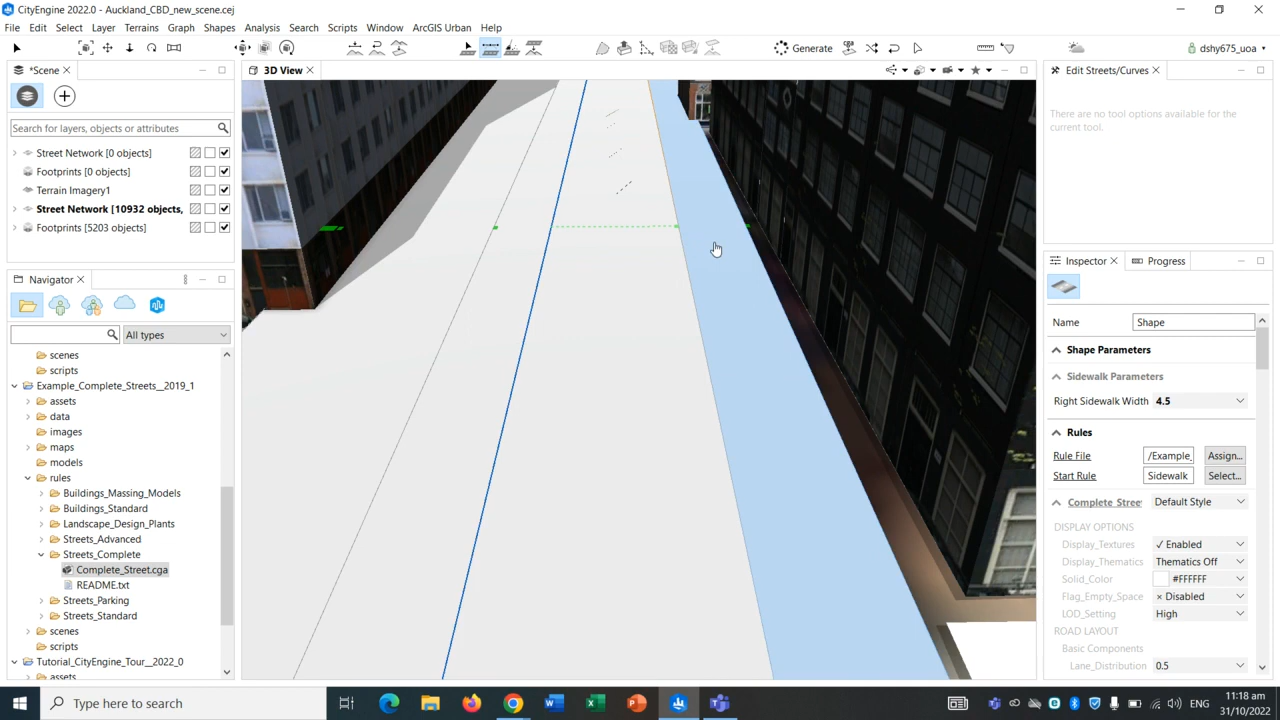 CityEngine 2022.0 - Auckland_CBD_new_scene.cej
File Edit Select Layer Terrains Graph Shapes Analysis Search Scripts Window ArcGIS Urban Help
Generate
dshy675_uoa
*Scene
3D View
Edit Streets/Curves
There are no tool options available for the
current tool.
Search for layers, objects or attributes
Street Network [0 objects]
Footprints [0 objects]
Terrain Imagery1
Street Network [10932 objects,
Footprints [5203 objects]
Navigator
All types
scenes
scripts
Example_Complete_Streets__2019_1
assets
data
images
maps
models
rules
Buildings_Massing_Models
Buildings_Standard
Landscape_Design_Plants
Streets_Advanced
Streets_Complete
Complete_Street.cga
README.txt
Streets_Parking
Streets_Standard
scenes
scripts
Tutorial_CityEngine_Tour__2022_0
assets
Inspector Progress
Name Shape
Shape Parameters
Sidewalk Parameters
Right Sidewalk Width 4.5
Rules
Rule File /Example_ Assign...
Start Rule Sidewalk Select...
Complete Stree Default Style
DISPLAY OPTIONS
Display_Textures ✓ Enabled
Display_Thematics Thematics Off
Solid_Color #FFFFFF
Flag_Empty_Space × Disabled
LOD_Setting High
ROAD LAYOUT
Basic Components
Lane_Distribution 0.5
Type here to search
ENG
11:18 am
31/10/2022